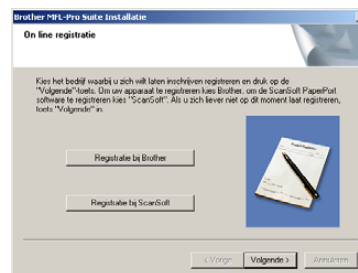 Brother MFL-Pro Suite Installatie
On line registratie
Kies het bedrijf waarbij u zich wilt laten inschrijven registreren en druk op de
"Volgende"-toets. Om uw apparaat te registreren kies Brother, om de ScanSoft PaperPort
software te registreren kies "ScanSoft". Als u zich liever niet op dit moment laat registreren,
toets "Volgende" in.
Registratie bij Brother
Registratie bij ScanSoft
< Vorige
Volgende >
Annuleren